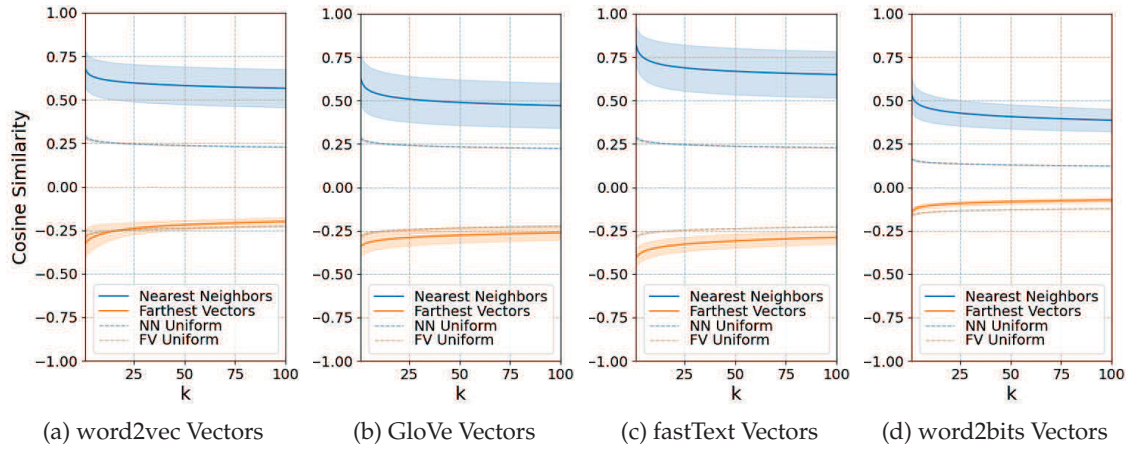 Cosine Similarity
1.00
0.75
0.50
0.25
0.00
−0.25
−0.50
−0.75
−1.00
Nearest Neighbors
Farthest Vectors
NN Uniform
FV Uniform
25 50 75 100
k
(a) word2vec Vectors
1.00
0.75
0.50
0.25
0.00
−0.25
−0.50
−0.75
−1.00
Nearest Neighbors
Farthest Vectors
NN Uniform
FV Uniform
25 50 75 100
k
(b) GloVe Vectors
1.00
0.75
0.50
0.25
0.00
−0.25
−0.50
−0.75
−1.00
Nearest Neighbors
Farthest Vectors
NN Uniform
FV Uniform
25 50 75 100
k
(c) fastText Vectors
1.00
0.75
0.50
0.25
0.00
−0.25
−0.50
−0.75
−1.00
Nearest Neighbors
Farthest Vectors
NN Uniform
FV Uniform
25 50 75 100
k
(d) word2bits Vectors